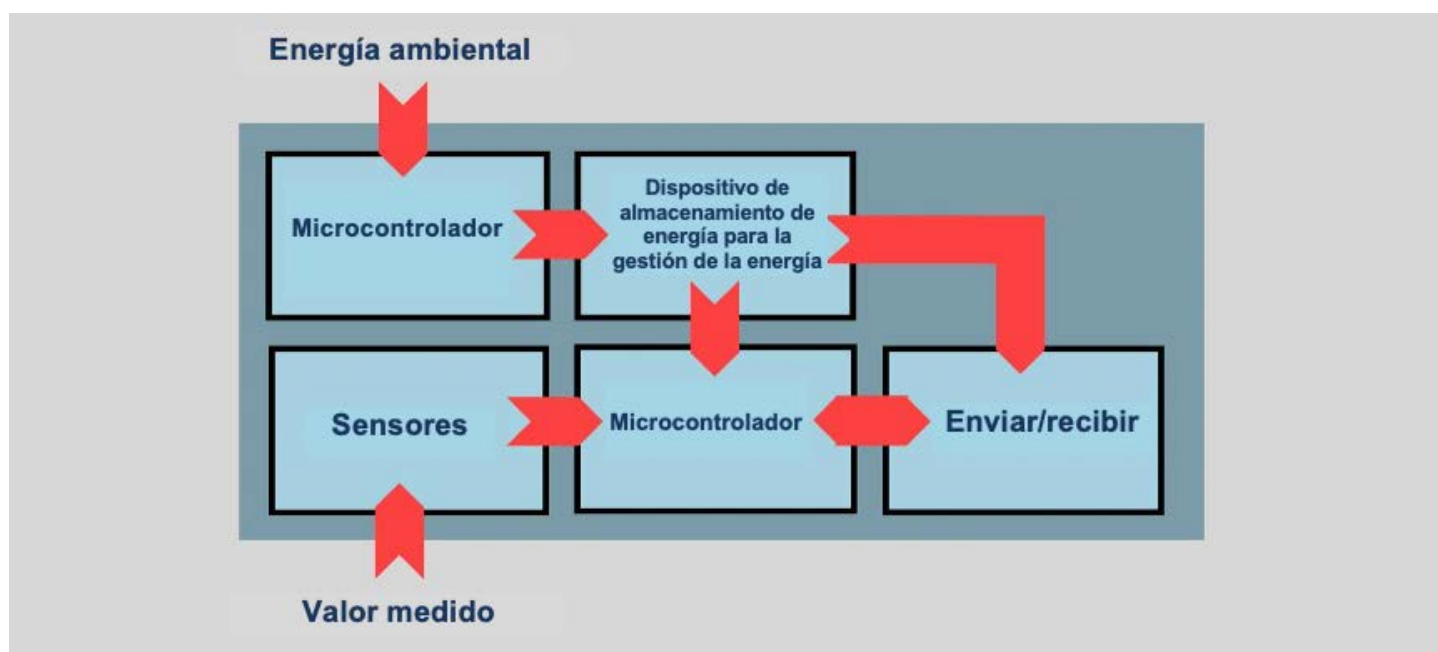 Energía ambiental
Microcontrolador
Dispositivo de
almacenamiento de
energía para la
gestión de la energía
Sensores
Microcontrolador
Enviar/recibir
Valor medido